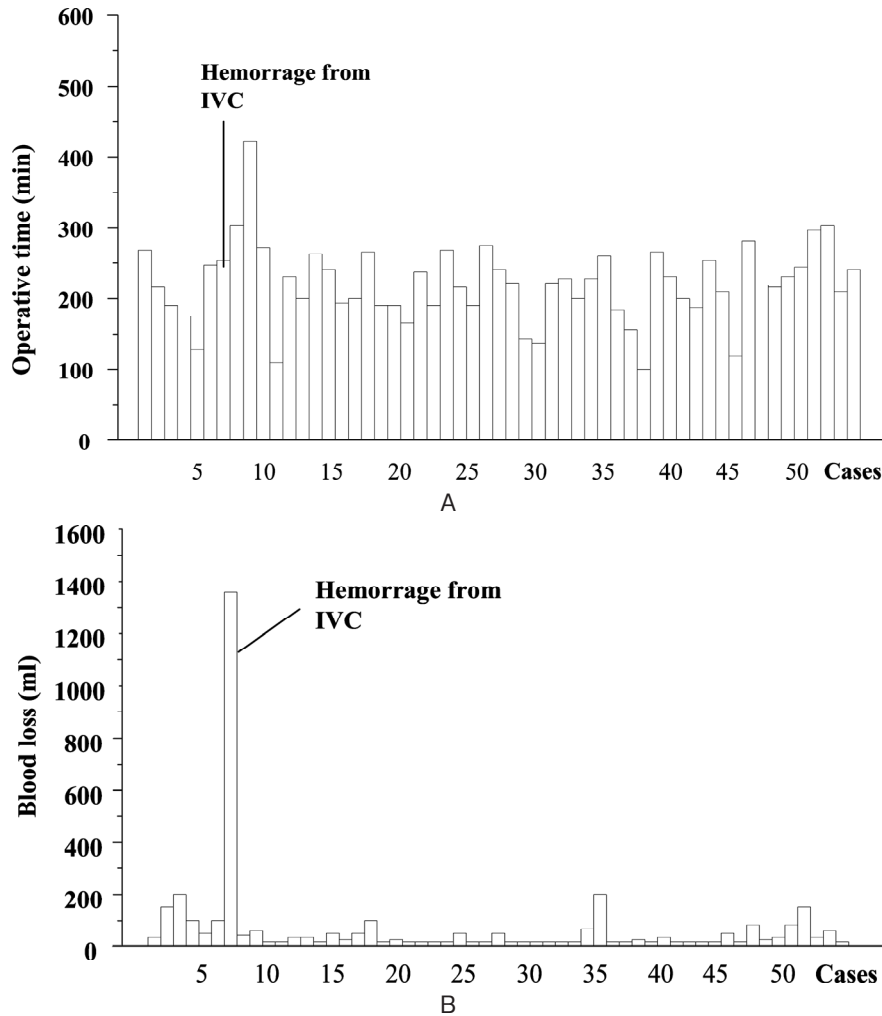 600
Hemorrage from
IVC
500
400
300
200
100
0
Operative time (min)
5 10 15 20 25 30 35 40 45 50 Cases
A
1600
1400
Hemorrage from
IVC
1200
1000
800
600
400
200
0
Blood loss (ml)
5 10 15 20 25 30 35 40 45 50 Cases
B